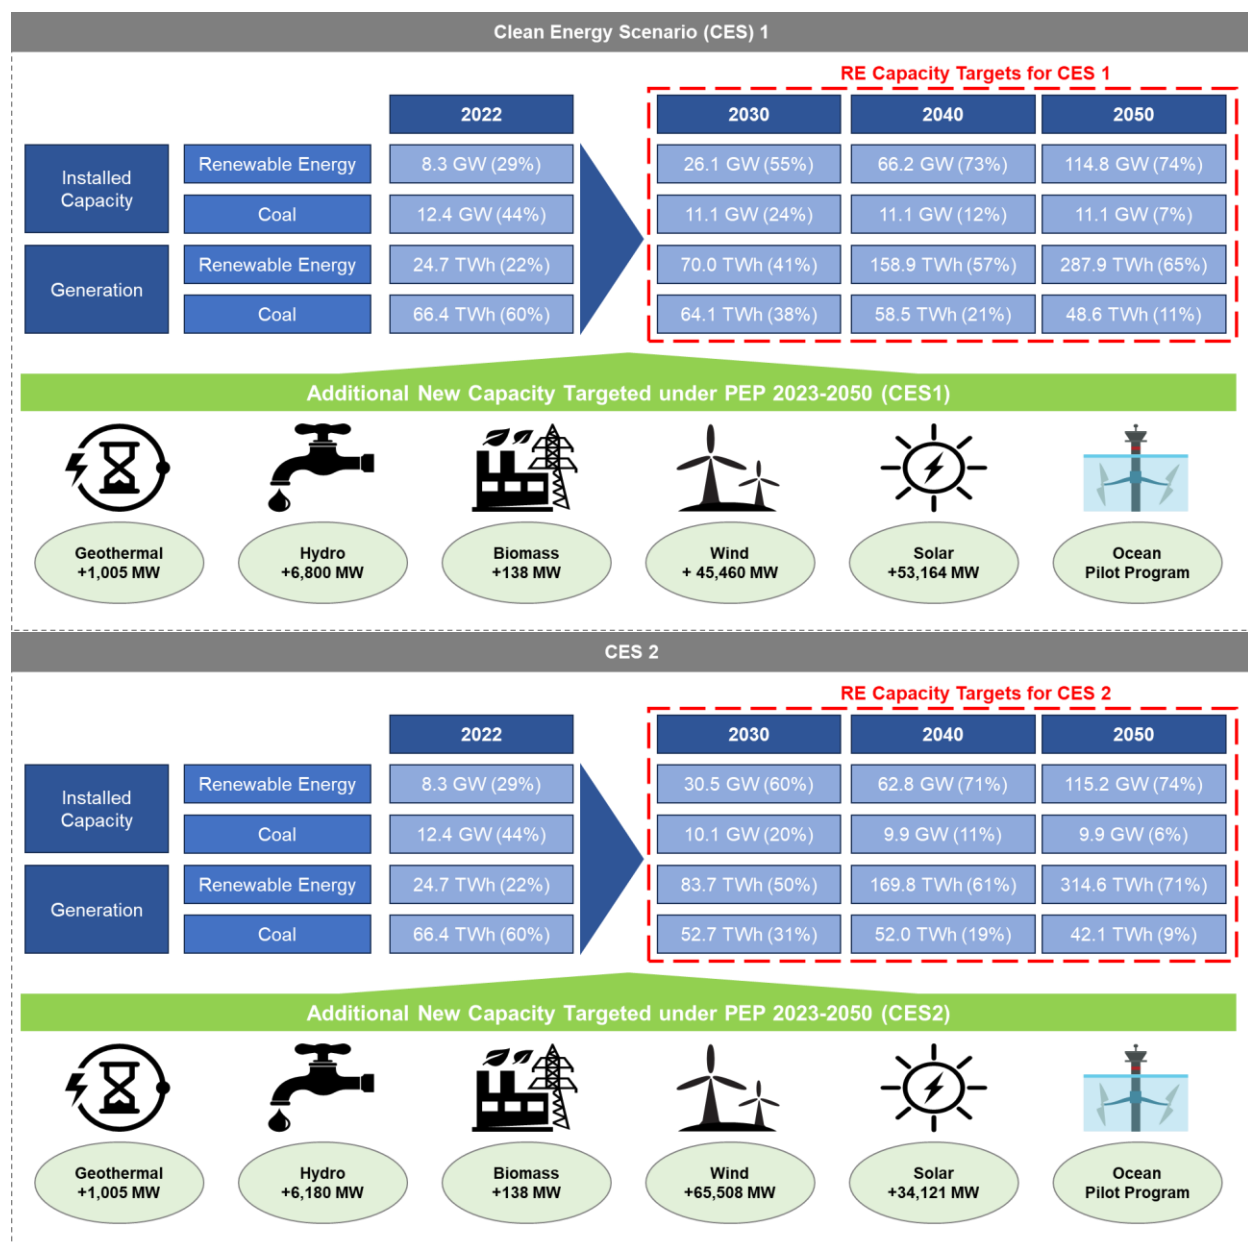 Clean Energy Scenario (CES) 1
RE Capacity Targets for CES 1
2022
2030
2040
2050
Installed
Capacity
Renewable Energy
8.3 GW (29%)
26.1 GW (55%)
66.2 GW (73%)
114.8 GW (74%)
Coal
12.4 GW (44%)
11.1 GW (24%)
11.1 GW (12%)
11.1 GW (7%)
Generation
Renewable Energy
24.7 TWh (22%)
70.0 TWh (41%)
158.9 TWh (57%)
287.9 TWh (65%)
Coal
66.4 TWh (60%)
64.1 TWh (38%)
58.5 TWh (21%)
48.6 TWh (11%)
Additional New Capacity Targeted under PEP 2023-2050 (CES1)
Geothermal
+1,005 MW
Hydro
+6,800 MW
Biomass
+138 MW
Wind
+ 45,460 MW
Solar
+53,164 MW
Ocean
Pilot Program
CES 2
RE Capacity Targets for CES 2
2022
2030
2040
2050
Installed
Capacity
Renewable Energy
8.3 GW (29%)
30.5 GW (60%)
62.8 GW (71%)
115.2 GW (74%)
Coal
12.4 GW (44%)
10.1 GW (20%)
9.9 GW (11%)
9.9 GW (6%)
Generation
Renewable Energy
24.7 TWh (22%)
83.7 TWh (50%)
169.8 TWh (61%)
314.6 TWh (71%)
Coal
66.4 TWh (60%)
52.7 TWh (31%)
52.0 TWh (19%)
42.1 TWh (9%)
Additional New Capacity Targeted under PEP 2023-2050 (CES2)
Geothermal
+1,005 MW
Hydro
+6,180 MW
Biomass
+138 MW
Wind
+65,508 MW
Solar
+34,121 MW
Ocean
Pilot Program